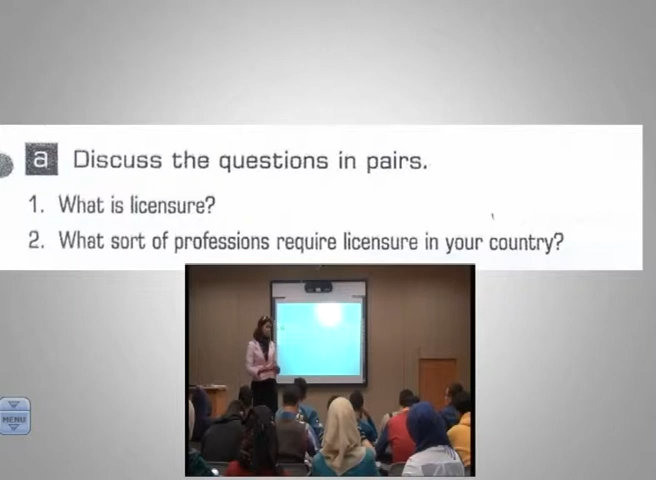 a Discuss the questions in pairs.
1. What is licensure?
2. What sort of professions require licensure in your country?
MENU